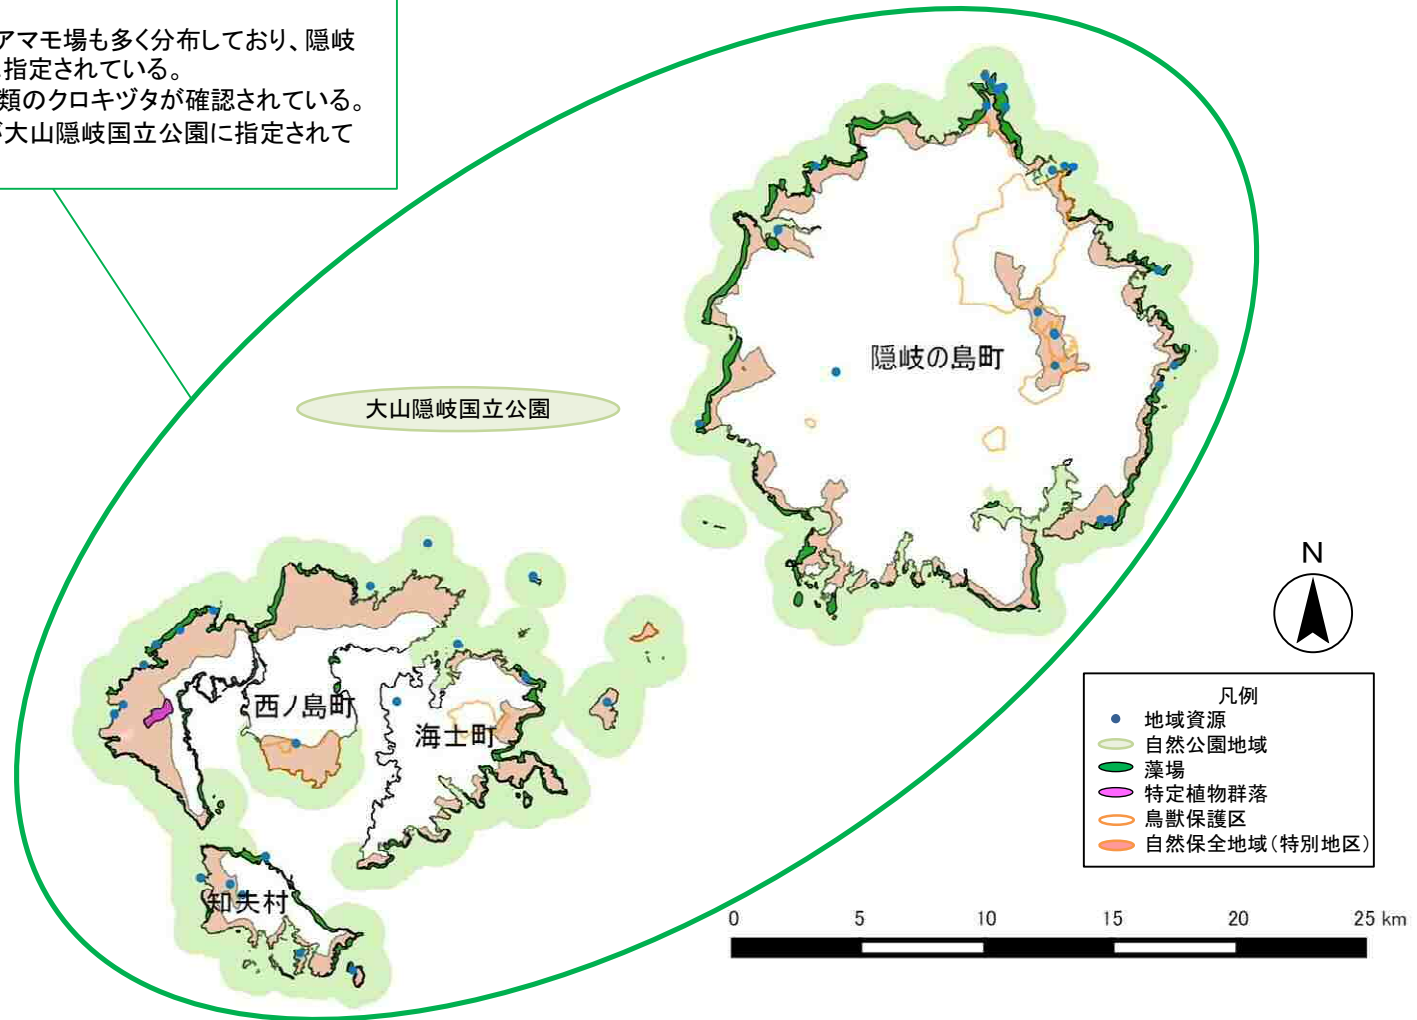 アマモ場も多く分布しており、隠岐
指定されている。
類のクロキヅタが確認されている。
大山隠岐国立公園に指定されて
隠岐の島町
大山隠岐国立公園
N
西ノ島町
海士町
知夫村
凡例
地域資源
自然公園地域
藻場
特定植物群落
鳥獣保護区
自然保全地域(特別地区)
0 5 10 15 20 25 km